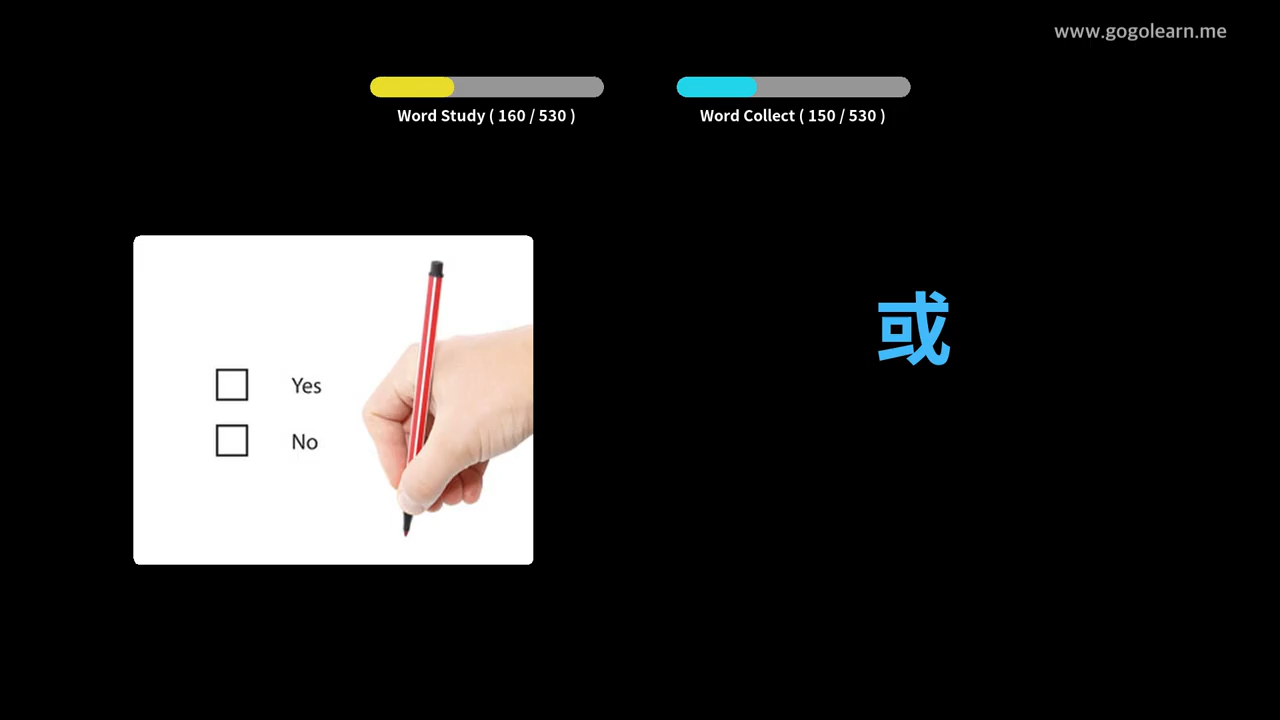 www.gogolearn.me
Word Study ( 160 / 530 )
Word Collect ( 150 / 530 )
或
Yes
No